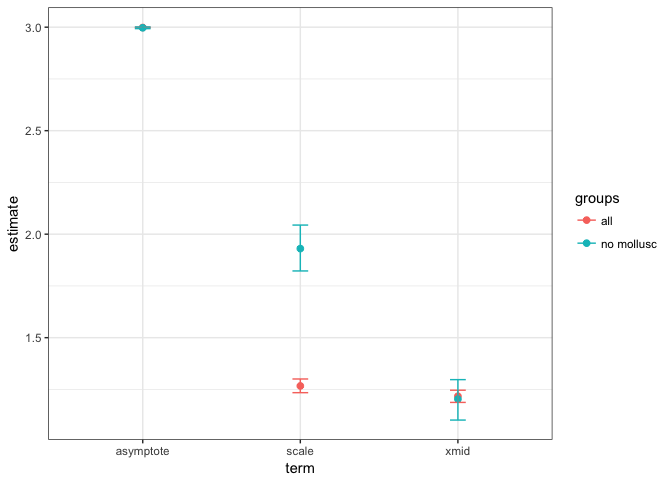 3.0
2.5
2.0
1.5
estimate
asymptote
scale
xmid
term
groups
all
no mollusc